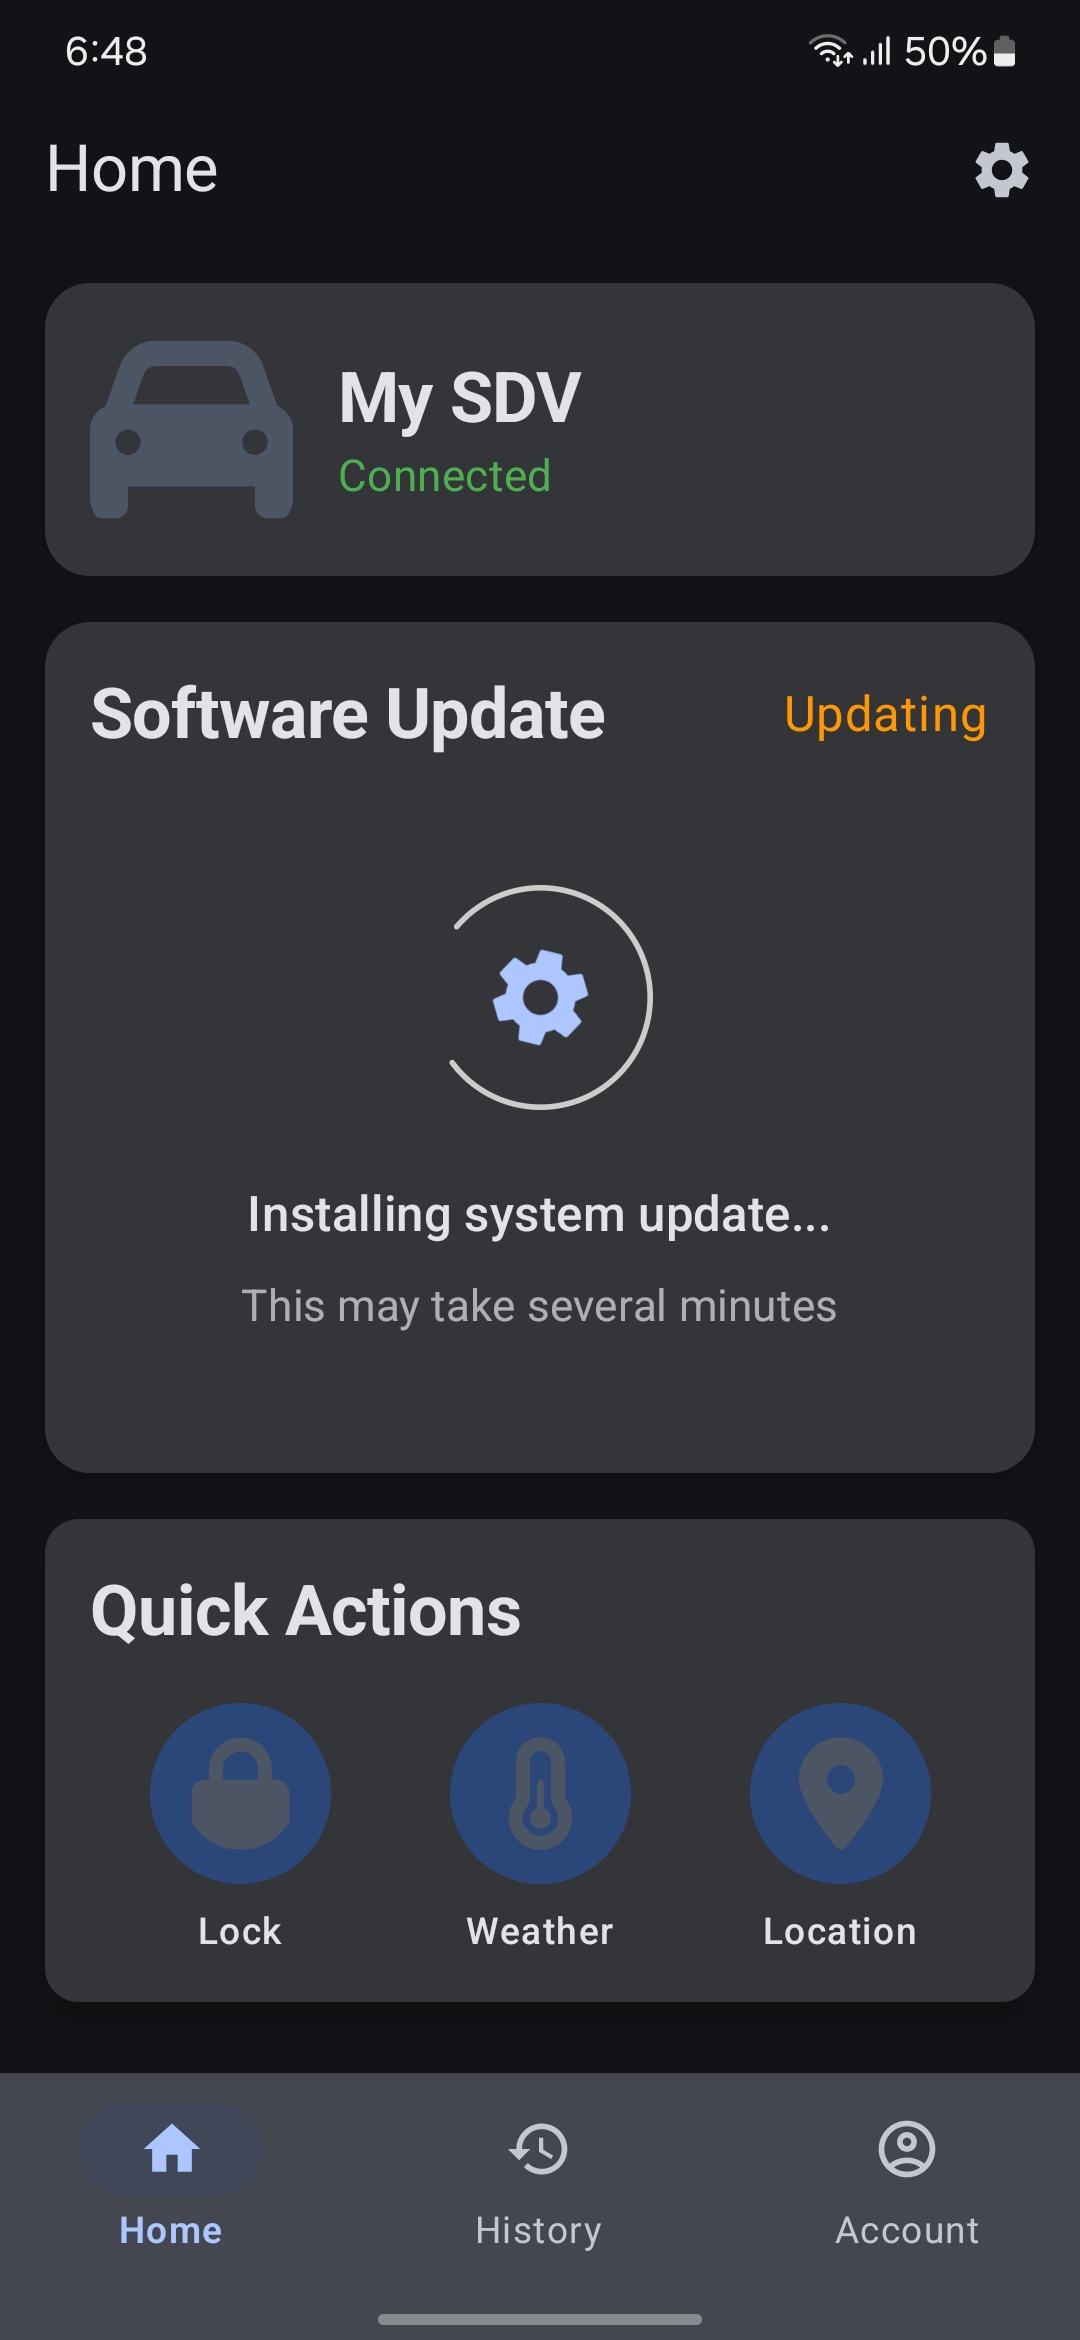 6:48
50%
Home
My SDV
Connected
Software Update
Updating
Installing system update...
This may take several minutes
Quick Actions
Lock
Weather
Location
Home
History
Account